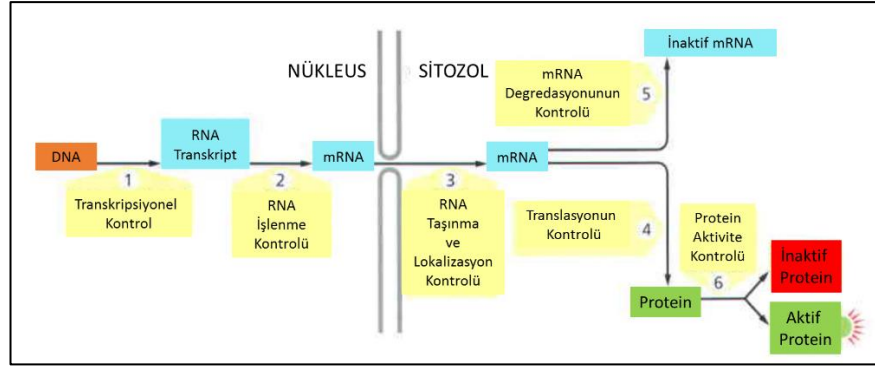 NÜKLEUS
SİTOZOL
DNA
1
Transkripsiyonel
Kontrol
RNA
Transkript
2
RNA
İşlenme
Kontrolü
mRNA
3
RNA
Taşınma
ve
Lokalizasyon
Kontrolü
mRNA
mRNA
Degredasyonunun
Kontrolü
5
İnaktif mRNA
Translasyonun
Kontrolü
4
Protein
Protein
Aktivite
Kontrolü
6
İnaktif
Protein
Aktif
Protein